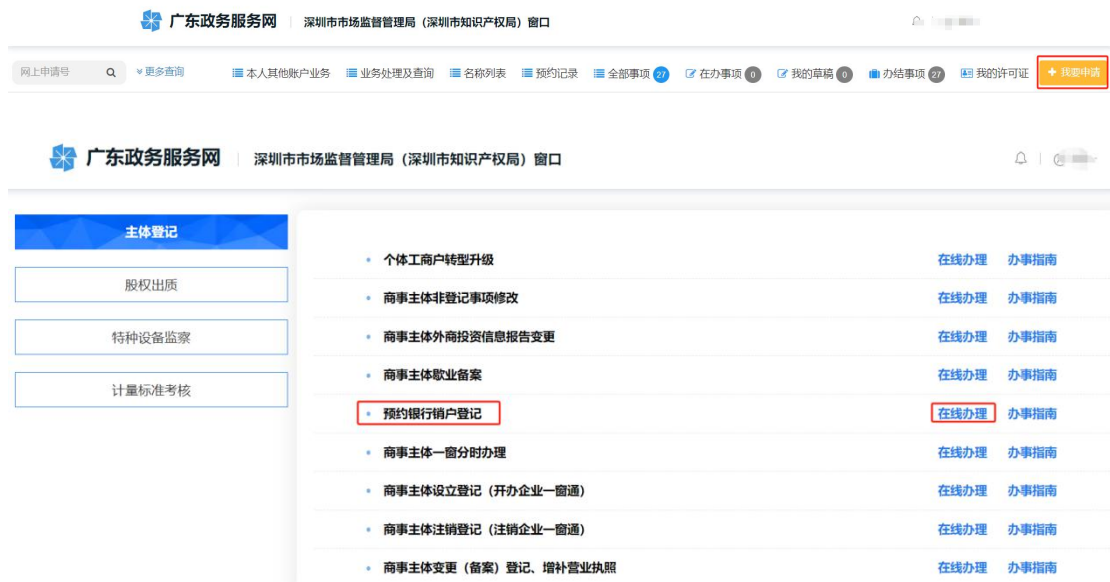 广东政务服务网 深圳市市场监督管理局（深圳市知识产权局）窗口
网上申请号 更多查询 本人其他账户业务 业务处理及查询 名称列表 预约记录 全部事项 27 在办事项 0 我的草稿 0 办结事项 27 我的许可证 + 我要申请
广东政务服务网 深圳市市场监督管理局（深圳市知识产权局）窗口
主体登记
股权出质
特种设备监察
计量标准考核
个体工商户转型升级 在线办理 办事指南
商事主体非登记事项修改 在线办理 办事指南
商事主体外商投资信息报告变更 在线办理 办事指南
商事主体歇业备案 在线办理 办事指南
预约银行销户登记 在线办理 办事指南
商事主体一窗分时办理 在线办理 办事指南
商事主体设立登记（开办企业一窗通） 在线办理 办事指南
商事主体注销登记（注销企业一窗通） 在线办理 办事指南
商事主体变更（备案）登记、增补营业执照 在线办理 办事指南